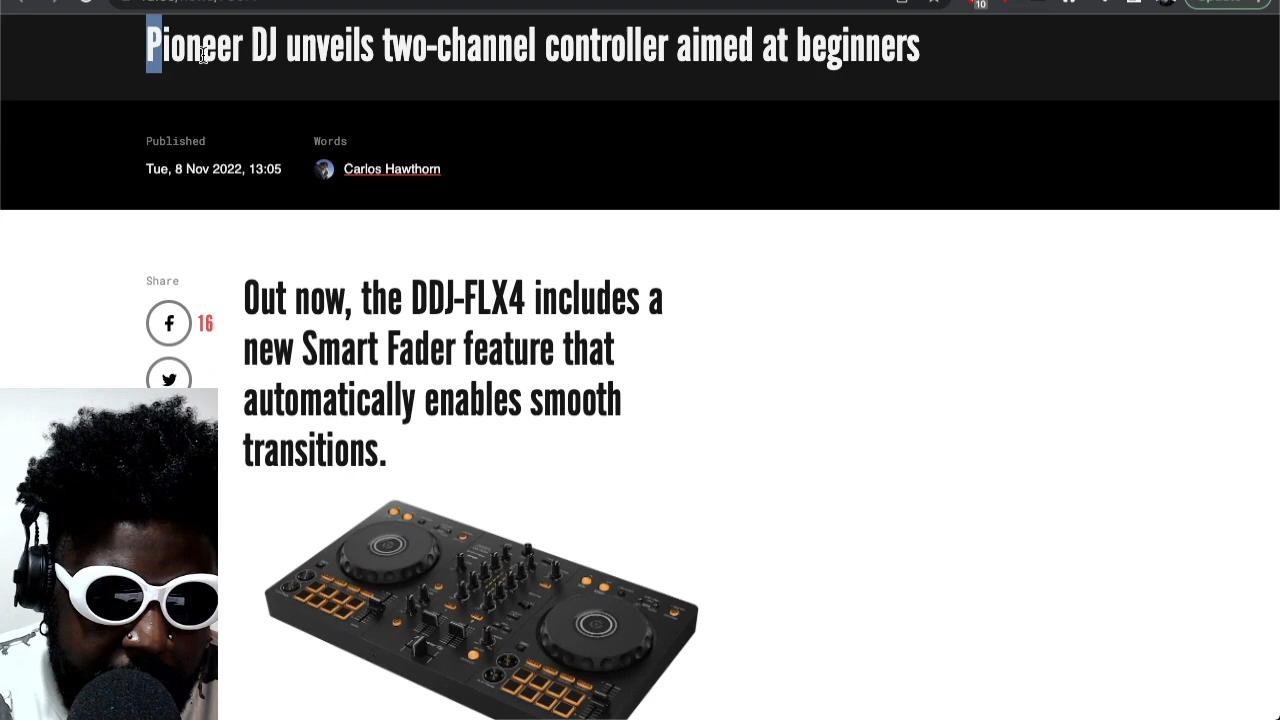 Pioneer DJ unveils two-channel controller aimed at beginners
Published
Words
Tue, 8 Nov 2022, 13:05
Carlos Hawthorn
Share
16
Out now, the DDJ-FLX4 includes a
new Smart Fader feature that
automatically enables smooth
transitions.
10